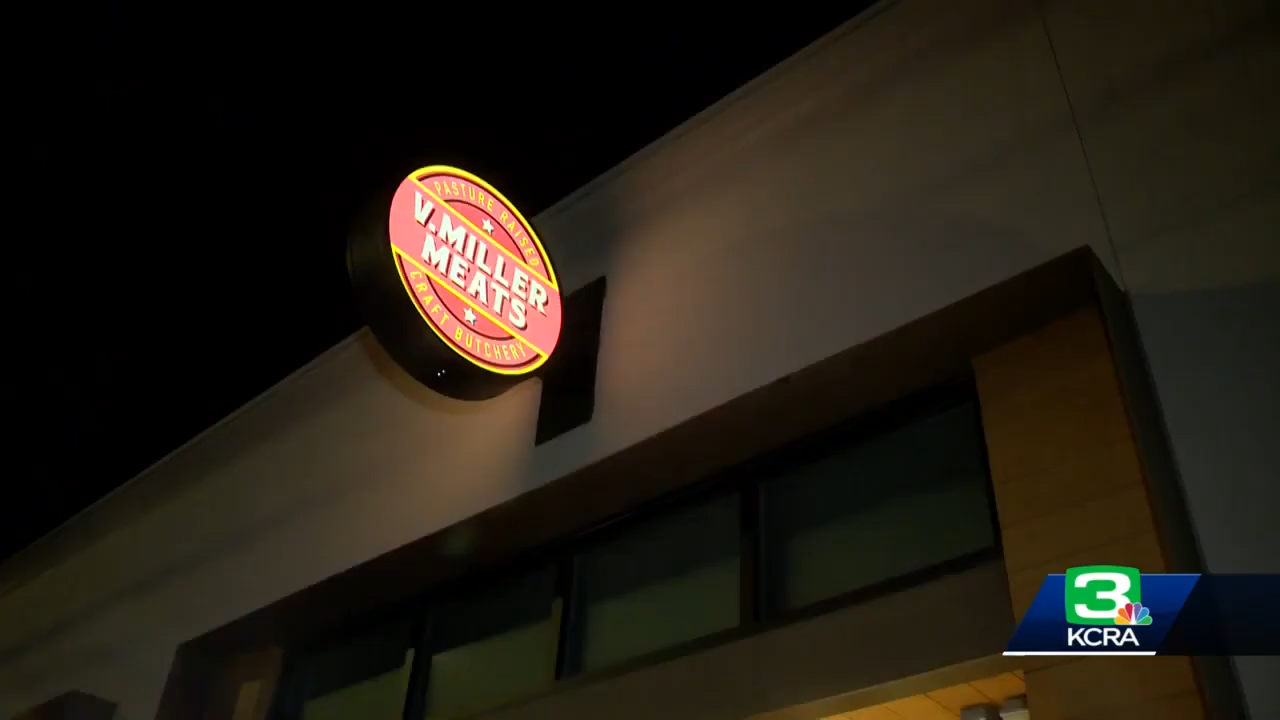 PASTURE RAISED
V.MILLER
MEATS
CRAFT BUTCHERY
3
KCRA